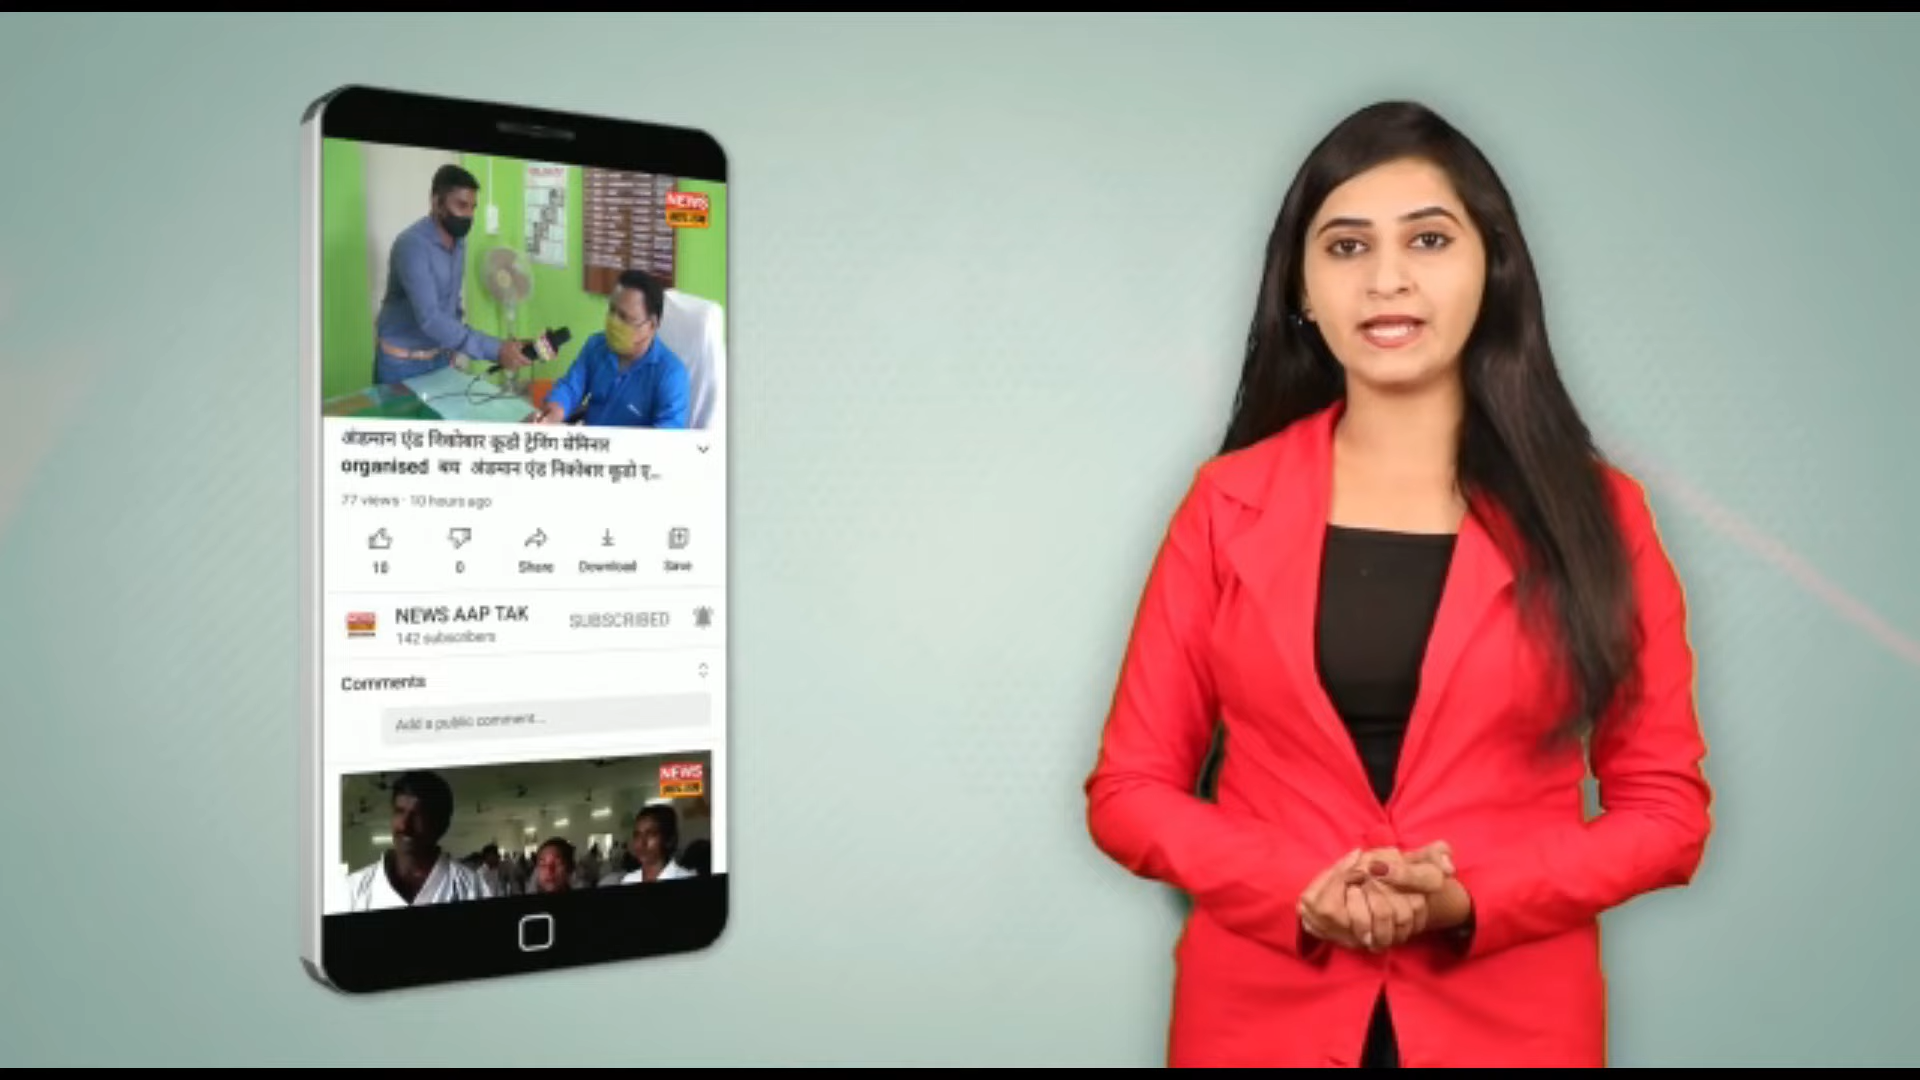 NEWS
अंडमान एंड निकोबार कूडो ट्रेनिंग सेमिनार
organised बय अंडमान एंड निकोबार कूडो ए...
77 views · 10 hours ago
10
0
Share
Download
Save
NEWS AAP TAK
142 subscribers
SUBSCRIBED
Comments
Add a public comment...
NEWS